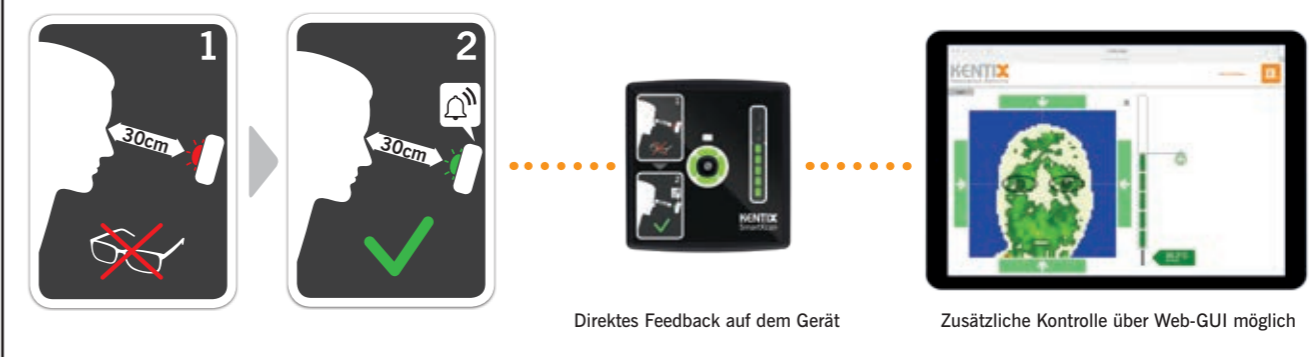 1
30cm
2
30cm
KENTIX
SmartXcan
KENTIX
Direktes Feedback auf dem Gerät
Zusätzliche Kontrolle über Web-GUI möglich